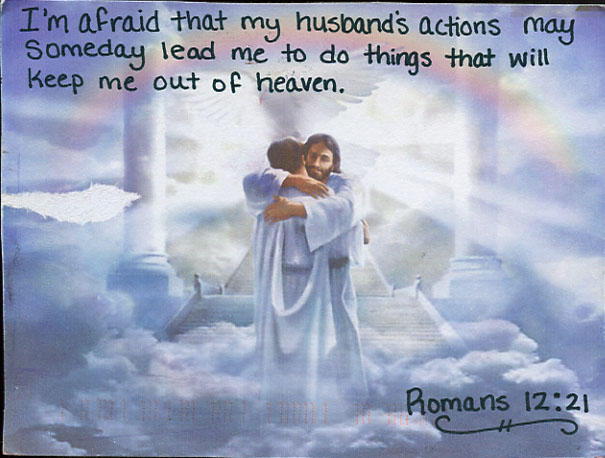 I'm afraid that my husband's actions may
Someday lead me to do things that will
keep me out of heaven.
Romans 12:21